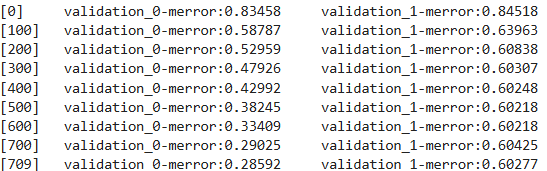 [0] validation_0-merror:0.83458 validation_1-merror:0.84518
[100] validation_0-merror:0.58787 validation_1-merror:0.63963
[200] validation_0-merror:0.52959 validation_1-merror:0.60838
[300] validation_0-merror:0.47926 validation_1-merror:0.60307
[400] validation_0-merror:0.42992 validation_1-merror:0.60248
[500] validation_0-merror:0.38245 validation_1-merror:0.60218
[600] validation_0-merror:0.33409 validation_1-merror:0.60218
[700] validation_0-merror:0.29025 validation_1-merror:0.60425
[709] validation_0-merror:0.28592 validation_1-merror:0.60277